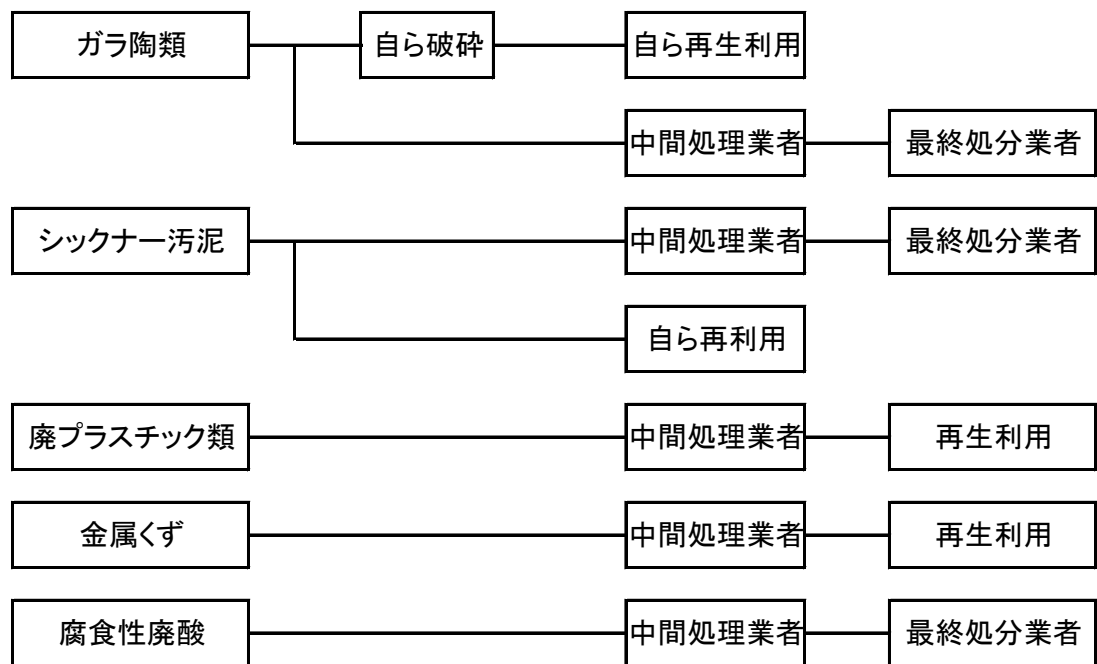 ガラ陶類
自ら破砕
自ら再生利用
中間処理業者
最終処分業者
シックナー汚泥
中間処理業者
最終処分業者
自ら再利用
廃プラスチック類
中間処理業者
再生利用
金属くず
中間処理業者
再生利用
腐食性廃酸
中間処理業者
最終処分業者